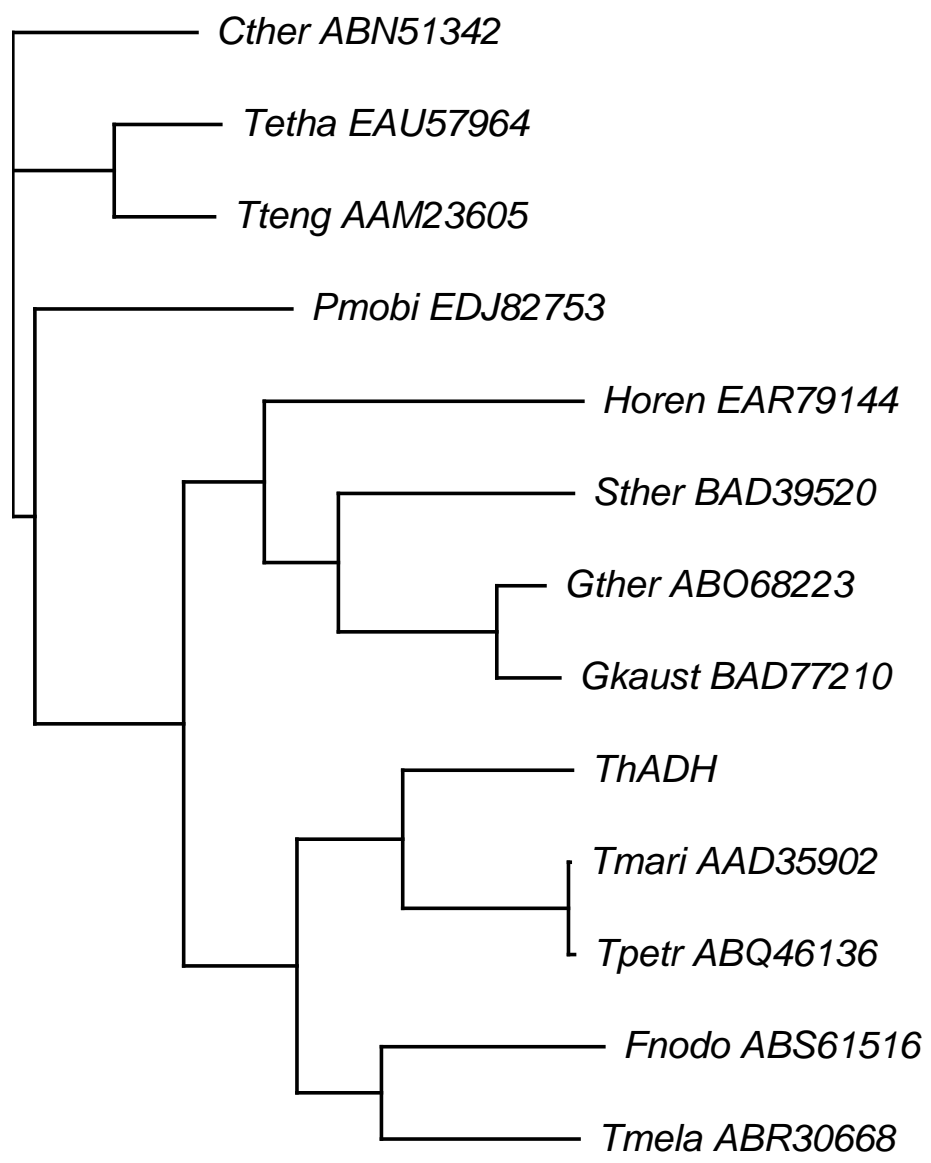 Cther ABN51342
Tetha EAU57964
Tteng AAM23605
Pmobi EDJ82753
Horen EAR79144
Sther BAD39520
Gther ABO68223
Gkaust BAD77210
ThADH
Tmari AAD35902
Tpetr ABQ46136
Fnodo ABS61516
Tmela ABR30668